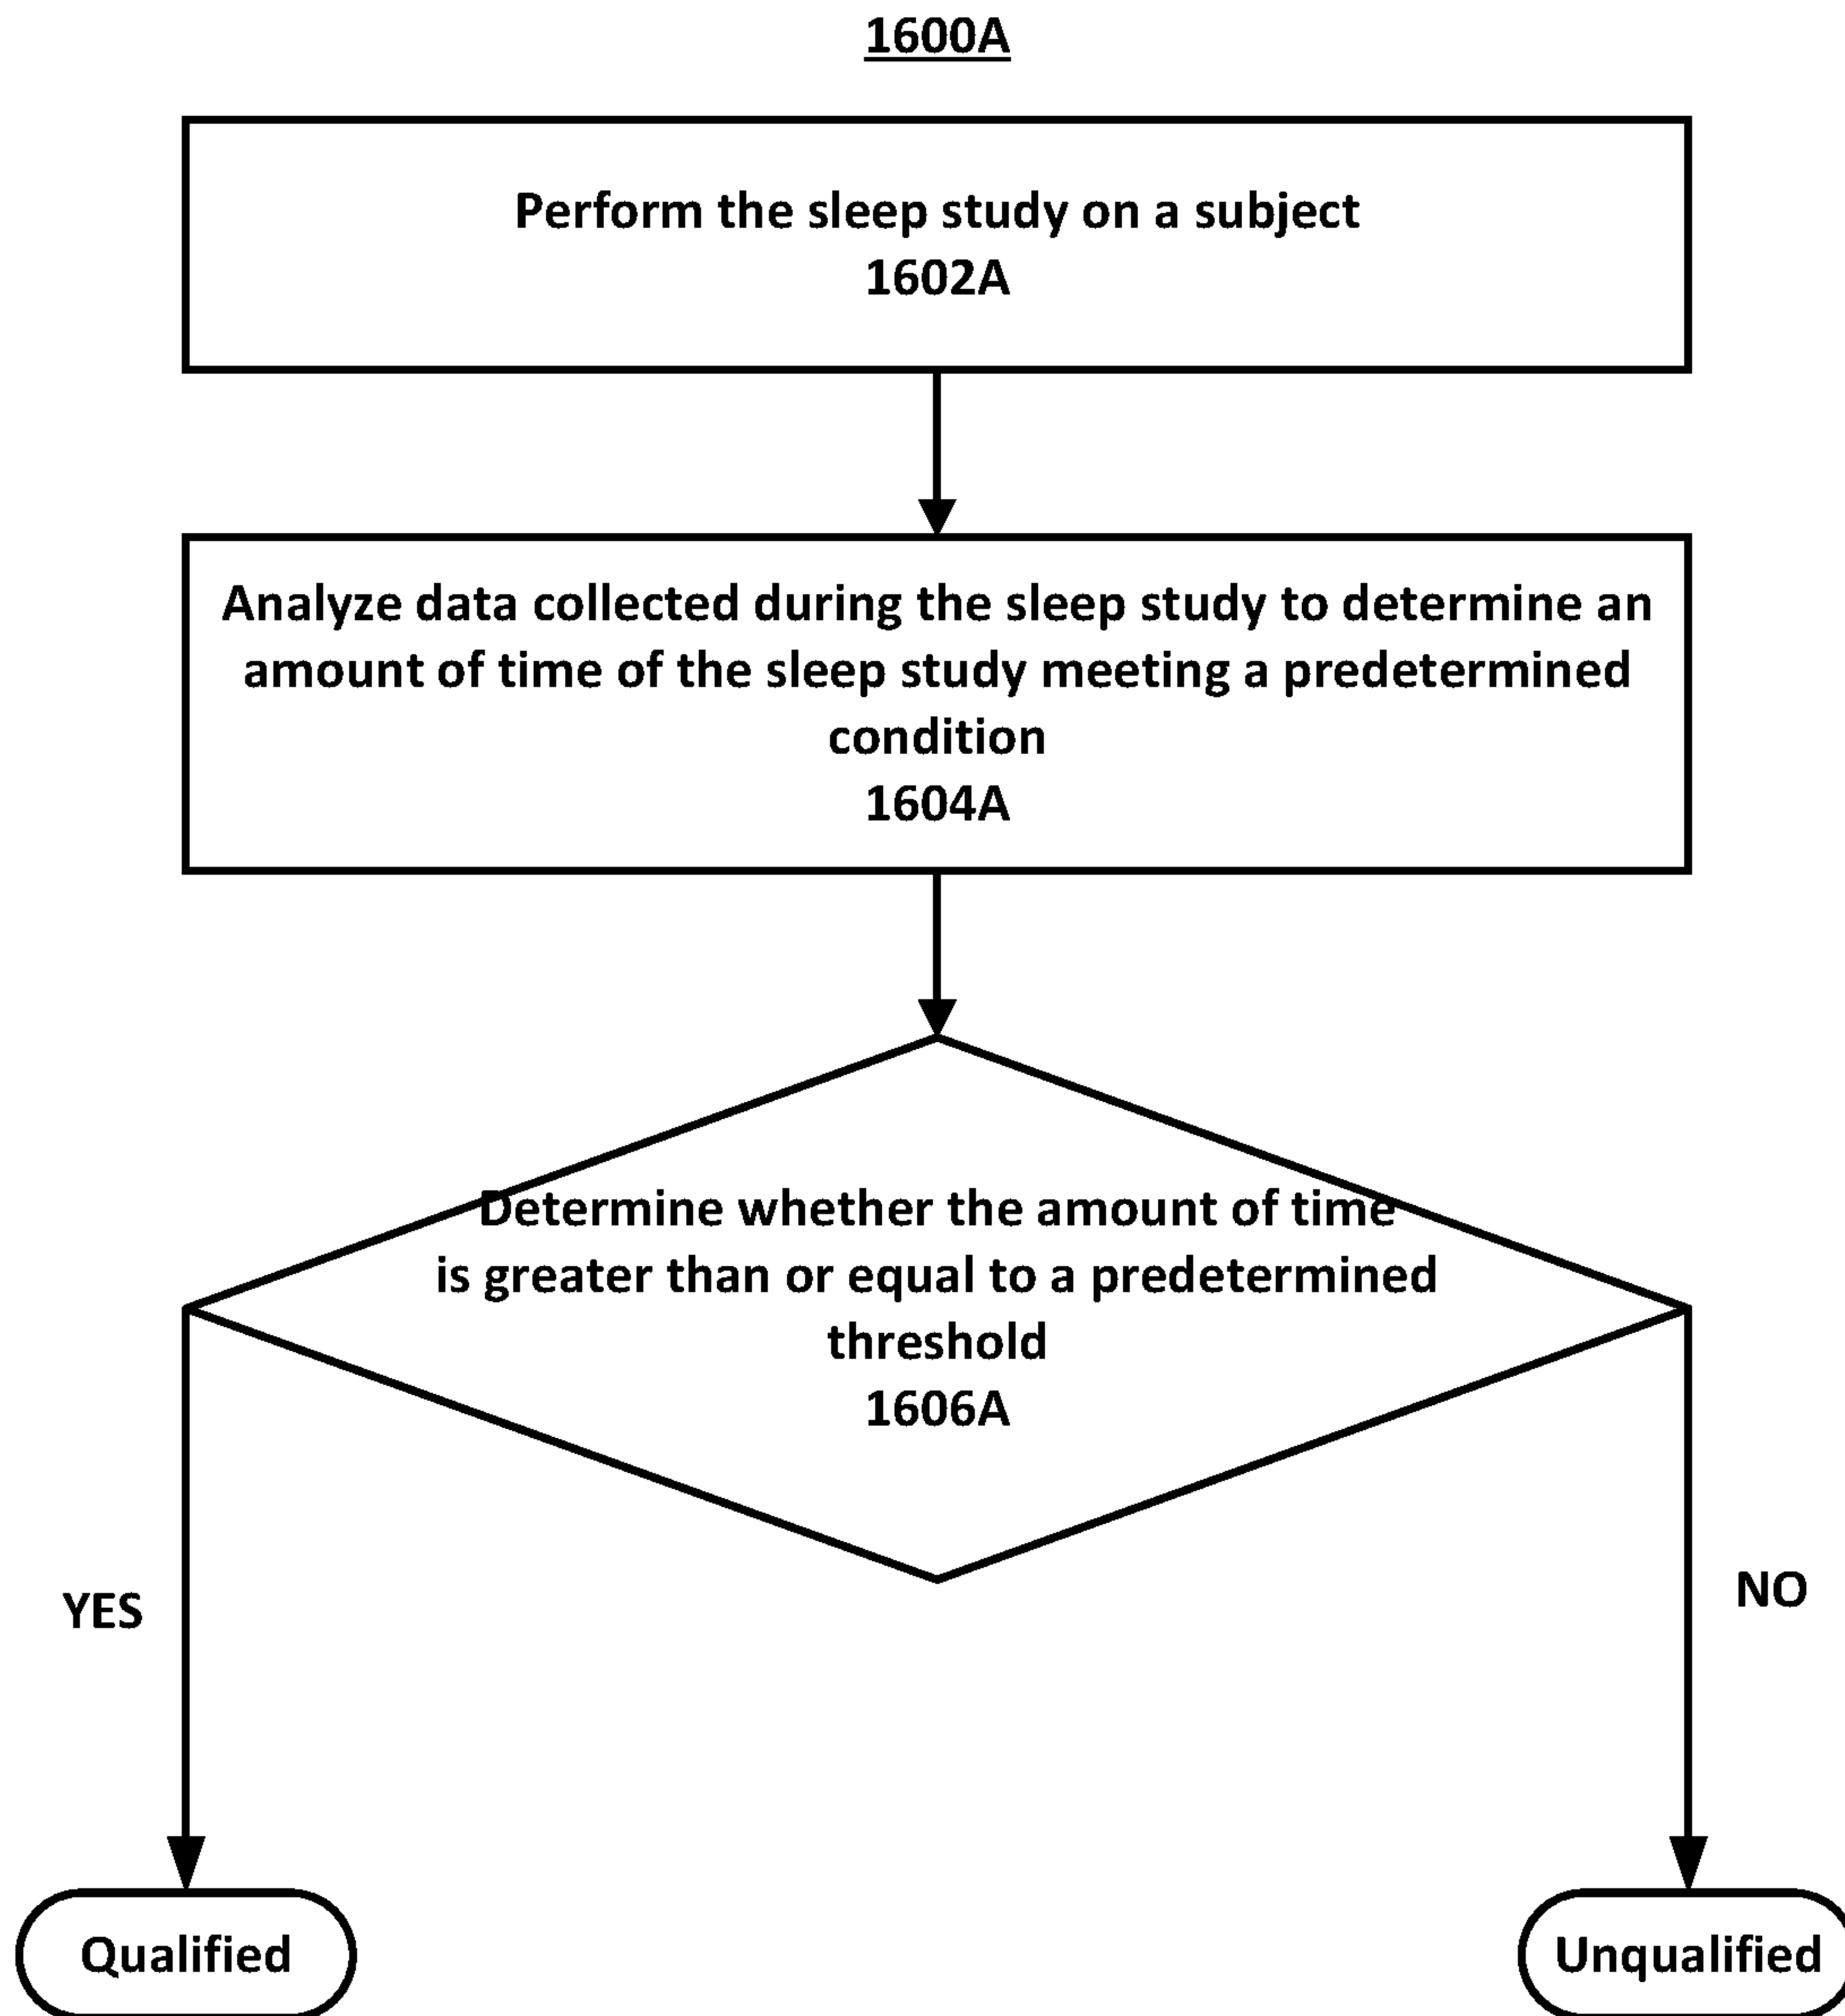 1600A
Perform the sleep study on a subject
1602A
Analyze data collected during the sleep study to determine an
amount of time of the sleep study meeting a predetermined
condition
1604A
Determine whether the amount of time
is greater than or equal to a predetermined
threshold
1606A
YES
NO
Qualified
Unqualified